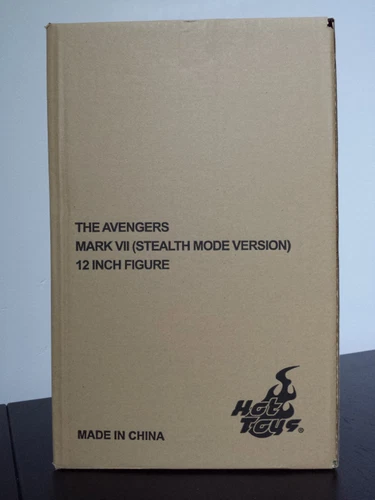 THE AVENGERS
MARK VII (STEALTH MODE VERSION)
12 INCH FIGURE
Hot
Toys®
MADE IN CHINA